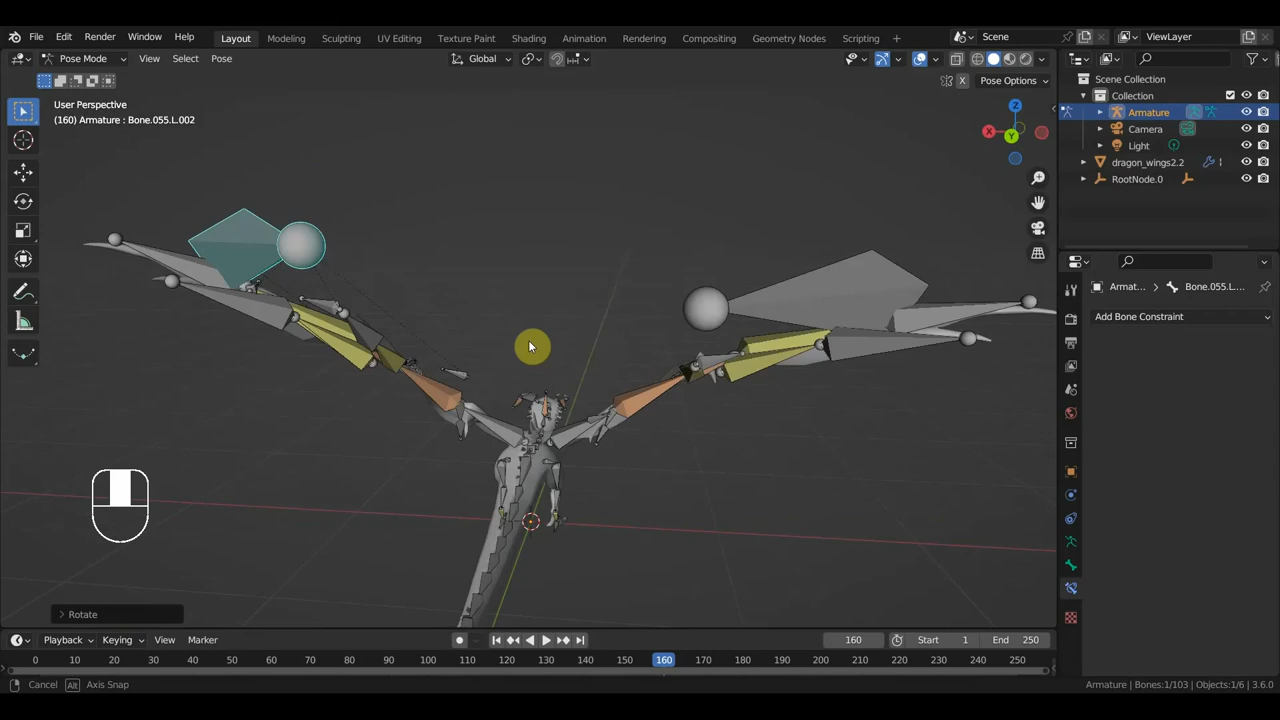 File Edit Render Window Help Layout Modeling Sculpting UV Editing Texture Paint Shading Animation Rendering Compositing Geometry Nodes Scripting + Scene ViewLayer
Pose Mode View Select Pose Global
X Pose Options
User Perspective
(160) Armature : Bone.055.L.002
Z
X
Y
Scene Collection
Collection
Armature
Camera
Light
dragon_wings2.2
RootNode.0
Armat... > Bone.055.L....
Add Bone Constraint
> Rotate
Playback Keying View Marker 160 Start 1 End 250
0 10 20 30 40 50 60 70 80 90 100 110 120 130 140 150 160 170 180 190 200 210 220 230 240 250
Cancel Alt Axis Snap Armature | Bones:1/103 | Objects:1/6 | 3.6.0